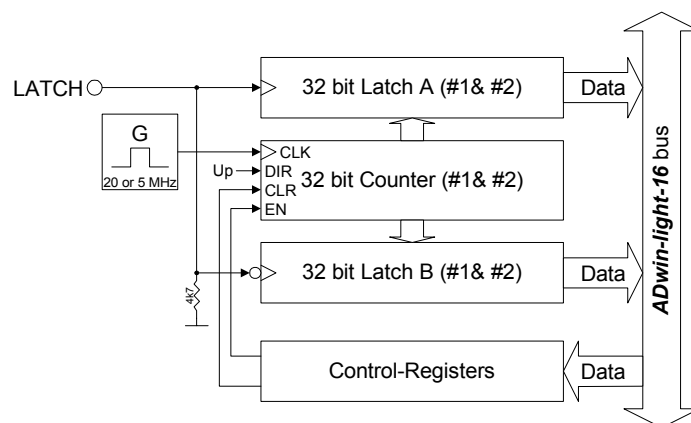 32 bit Latch A (#1& #2)
Data
LATCH
G
20 or 5 MHz
CLK
Up
DIR
CLR
EN
32 bit Counter (#1& #2)
32 bit Latch B (#1& #2)
Data
4k7
Control-Registers
Data
ADwin-light-16 bus